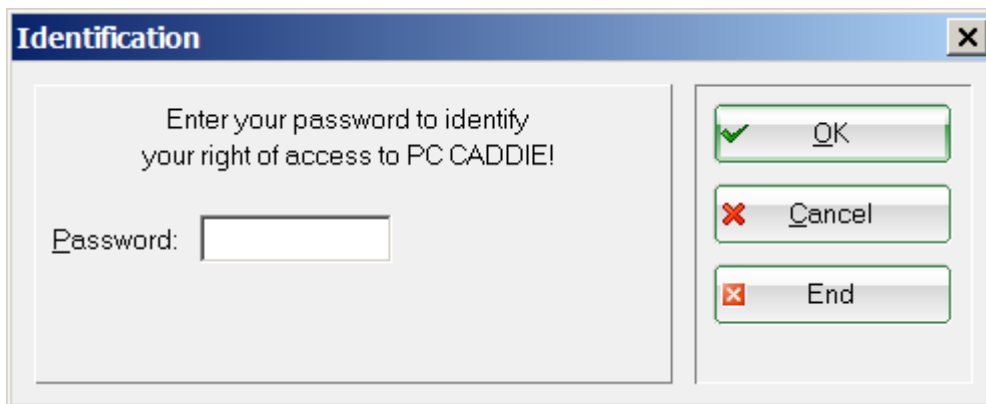 Identification
Enter your password to identify
your right of access to PC CADDIE!
Password:
OK
Cancel
End